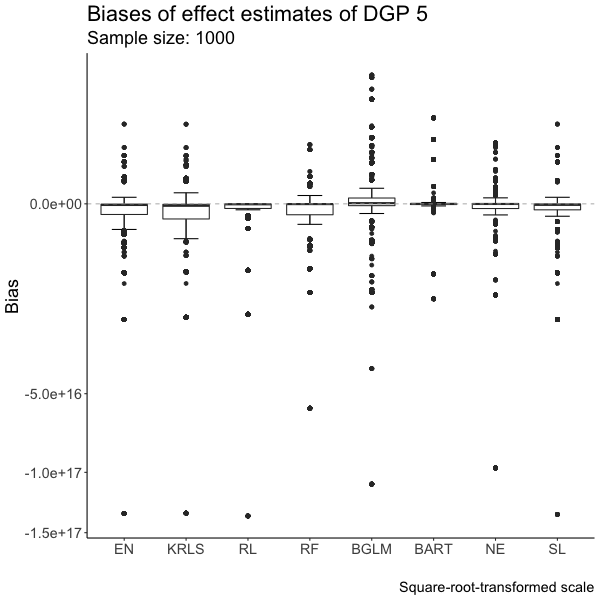 Biases of effect estimates of DGP 5
Sample size: 1000
Bias
0.0e+00
-5.0e+16
-1.0e+17
-1.5e+17
EN KRLS RL RF BGLM BART NE SL
Square-root-transformed scale